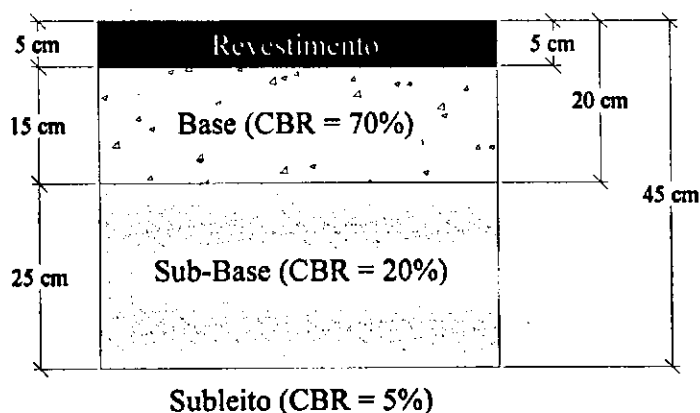 5 cm
Revestimento
5 cm
15 cm
Base (CBR = 70%)
20 cm
25 cm
Sub-Base (CBR = 20%)
45 cm
Subleito (CBR = 5%)